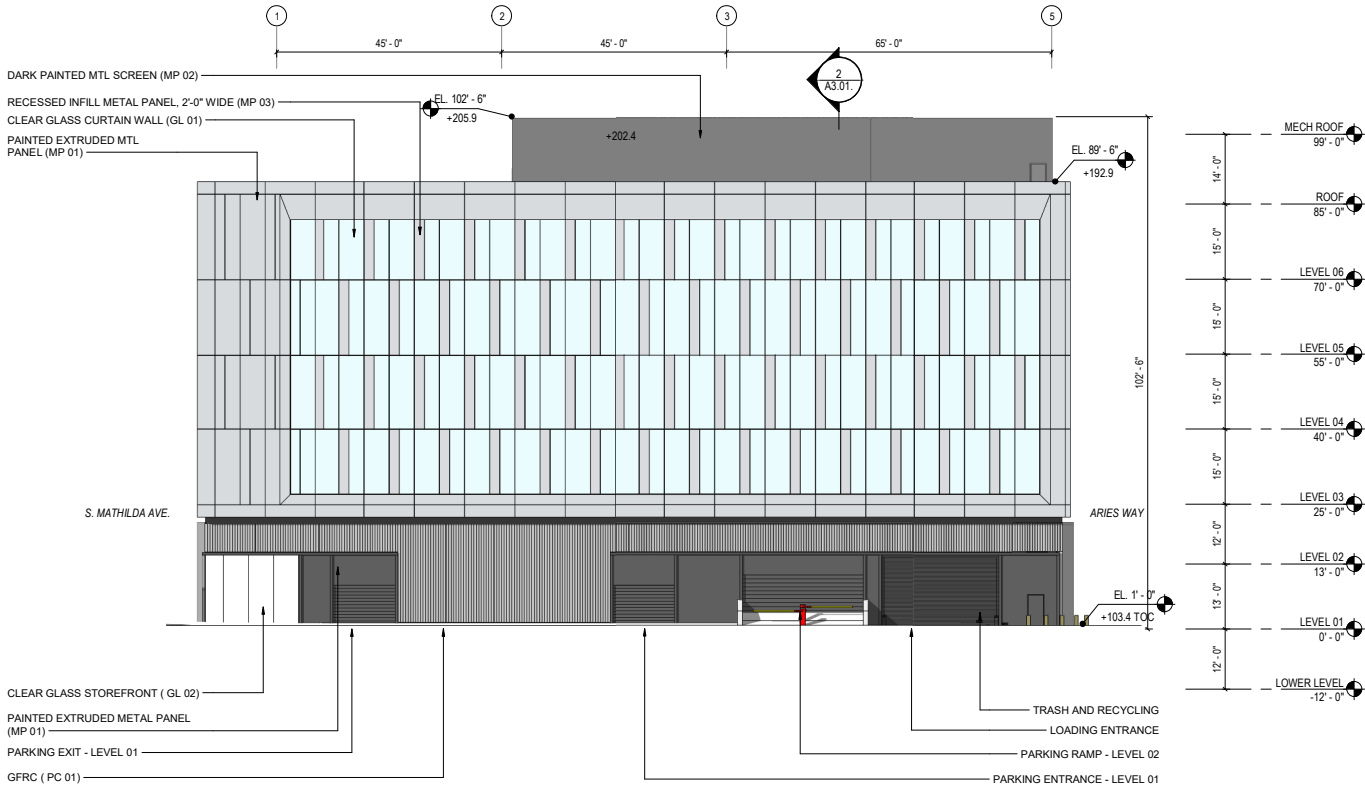 1
2
3
5
45' - 0"
45' - 0"
65' - 0"
DARK PAINTED MTL SCREEN (MP 02)
RECESSED INFILL METAL PANEL, 2'-0" WIDE (MP 03)
CLEAR GLASS CURTAIN WALL (GL 01)
PAINTED EXTRUDED MTL
PANEL (MP 01)
EL. 102' - 6"
+205.9
+202.4
2
A3.01.
EL. 89' - 6"
+192.9
MECH ROOF
99' - 0"
14' - 0"
ROOF
85' - 0"
15' - 0"
LEVEL 06
70' - 0"
15' - 0"
LEVEL 05
55' - 0"
102' - 6"
15' - 0"
LEVEL 04
40' - 0"
15' - 0"
LEVEL 03
25' - 0"
S. MATHILDA AVE.
ARIES WAY
12' - 0"
LEVEL 02
13' - 0"
13' - 0"
EL. 1' - 0"
+103.4 TOC
LEVEL 01
0' - 0"
12' - 0"
LOWER LEVEL
-12' - 0"
CLEAR GLASS STOREFRONT ( GL 02)
PAINTED EXTRUDED METAL PANEL
(MP 01)
PARKING EXIT - LEVEL 01
GFRC ( PC 01)
TRASH AND RECYCLING
LOADING ENTRANCE
PARKING RAMP - LEVEL 02
PARKING ENTRANCE - LEVEL 01